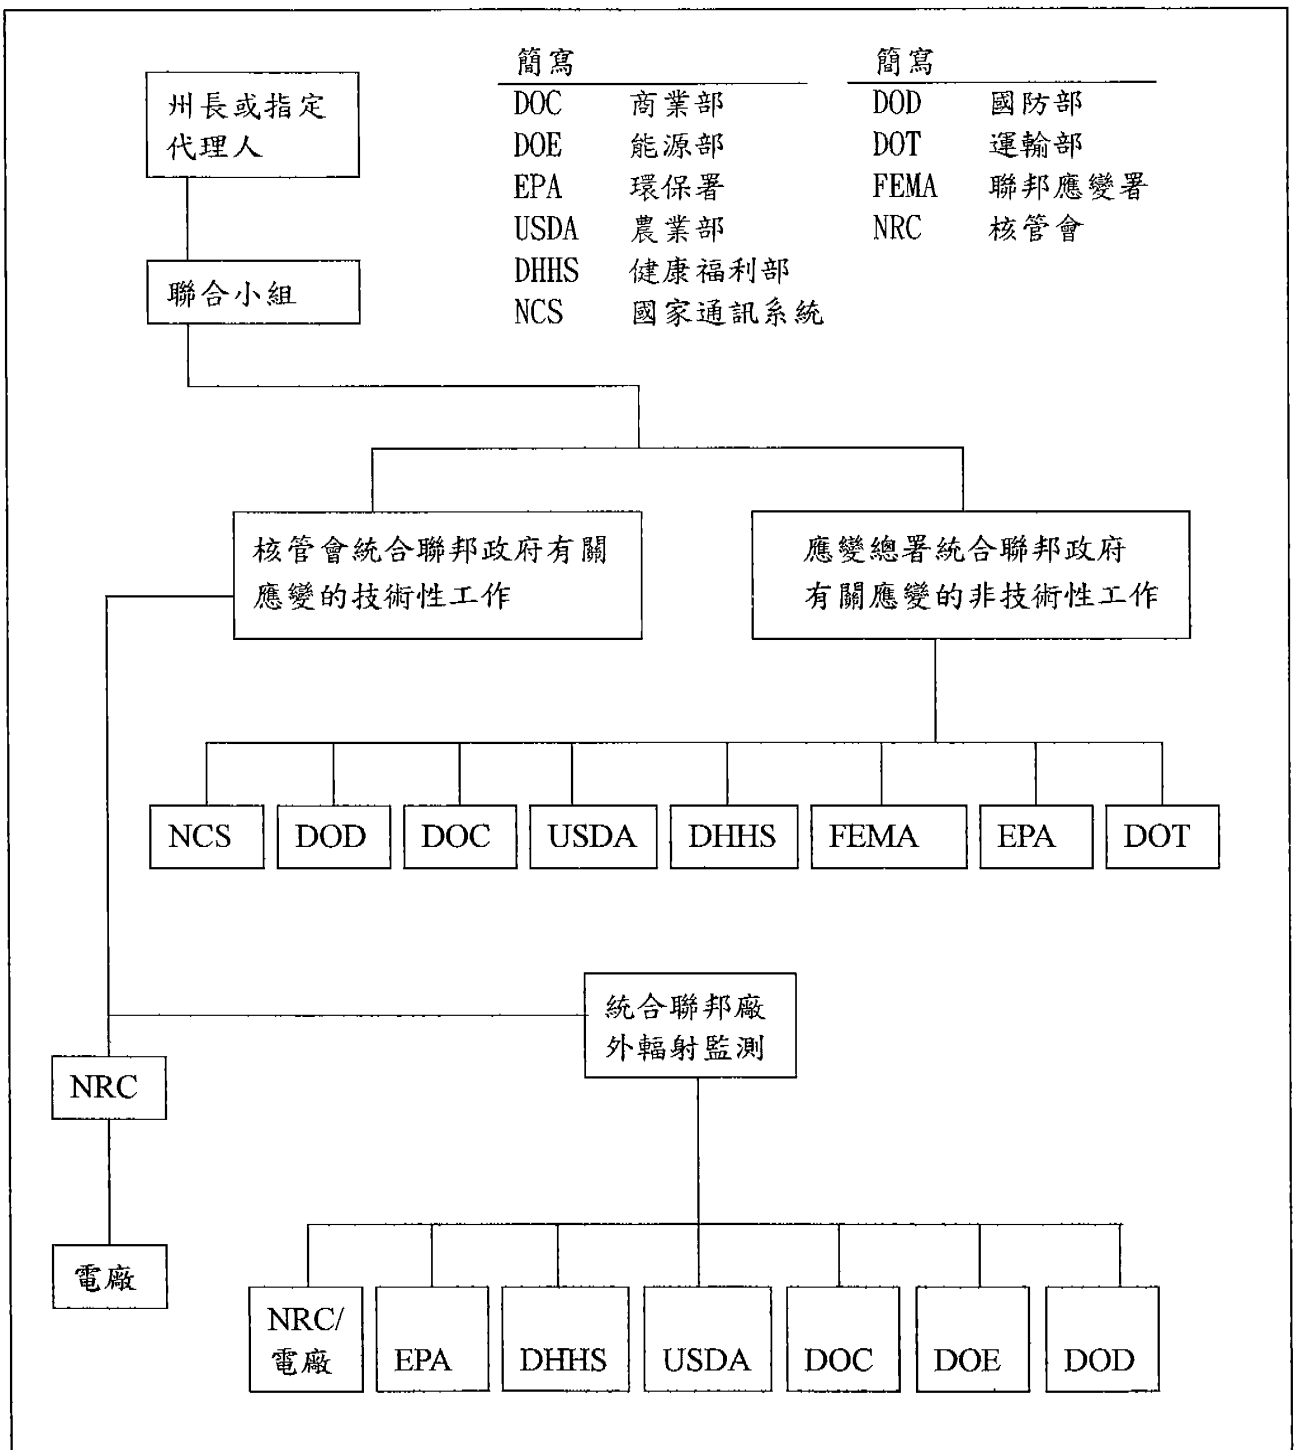 州長或指定
代理人
聯合小組
簡寫
DOC 商業部
DOE 能源部
EPA 環保署
USDA 農業部
DHHS 健康福利部
NCS 國家通訊系統
簡寫
DOD 國防部
DOT 運輸部
FEMA 聯邦應變署
NRC 核管會
核管會統合聯邦政府有關
應變的技術性工作
應變總署統合聯邦政府
有關應變的非技術性工作
NCS
DOD
DOC
USDA
DHHS
FEMA
EPA
DOT
統合聯邦廠
外輻射監測
NRC
電廠
NRC/
電廠
EPA
DHHS
USDA
DOC
DOE
DOD